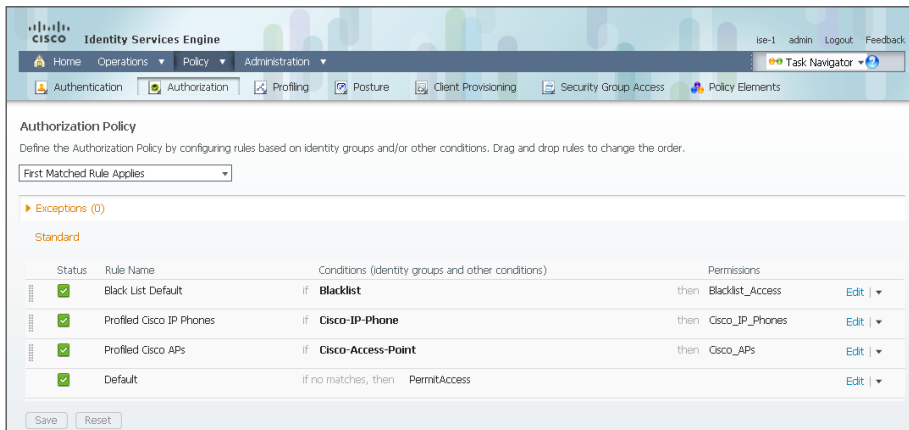 CISCO Identity Services Engine
ise-1 admin Logout Feedback
Home Operations ▼ Policy ▼ Administration ▼
Task Navigator
Authentication Authorization Profiling Posture Client Provisioning Security Group Access Policy Elements
Authorization Policy
Define the Authorization Policy by configuring rules based on identity groups and/or other conditions. Drag and drop rules to change the order.
First Matched Rule Applies
Exceptions (0)
Standard
Status Rule Name Conditions (identity groups and other conditions) Permissions
Black List Default if Blacklist then Blacklist_Access Edit | ▼
Profiled Cisco IP Phones if Cisco-IP-Phone then Cisco_IP_Phones Edit | ▼
Profiled Cisco APs if Cisco-Access-Point then Cisco_APs Edit | ▼
Default if no matches, then PermitAccess Edit | ▼
Save Reset